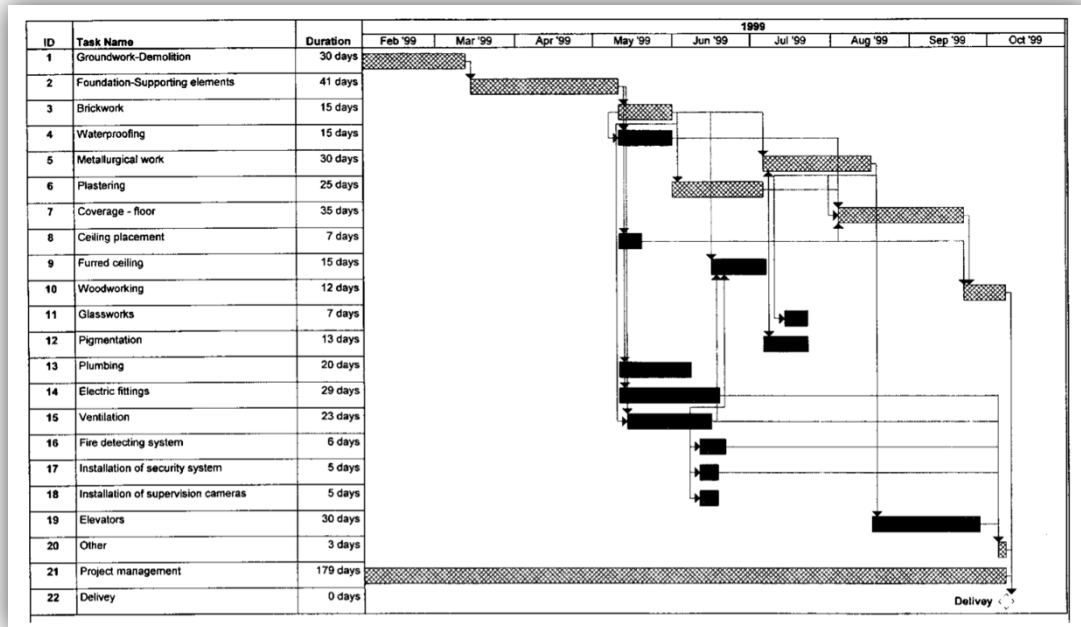 1999
ID Task Name Duration Feb '99 Mar '99 Apr '99 May '99 Jun '99 Jul '99 Aug '99 Sep '99 Oct '99
1 Groundwork-Demolition 30 days
2 Foundation-Supporting elements 41 days
3 Brickwork 15 days
4 Waterproofing 15 days
5 Metallurgical work 30 days
6 Plastering 25 days
7 Coverage - floor 35 days
8 Ceiling placement 7 days
9 Furred ceiling 15 days
10 Woodworking 12 days
11 Glassworks 7 days
12 Pigmentation 13 days
13 Plumbing 20 days
14 Electric fittings 29 days
15 Ventilation 23 days
16 Fire detecting system 6 days
17 Installation of security system 5 days
18 Installation of supervision cameras 5 days
19 Elevators 30 days
20 Other 3 days
21 Project management 179 days
22 Delivey 0 days Delivey